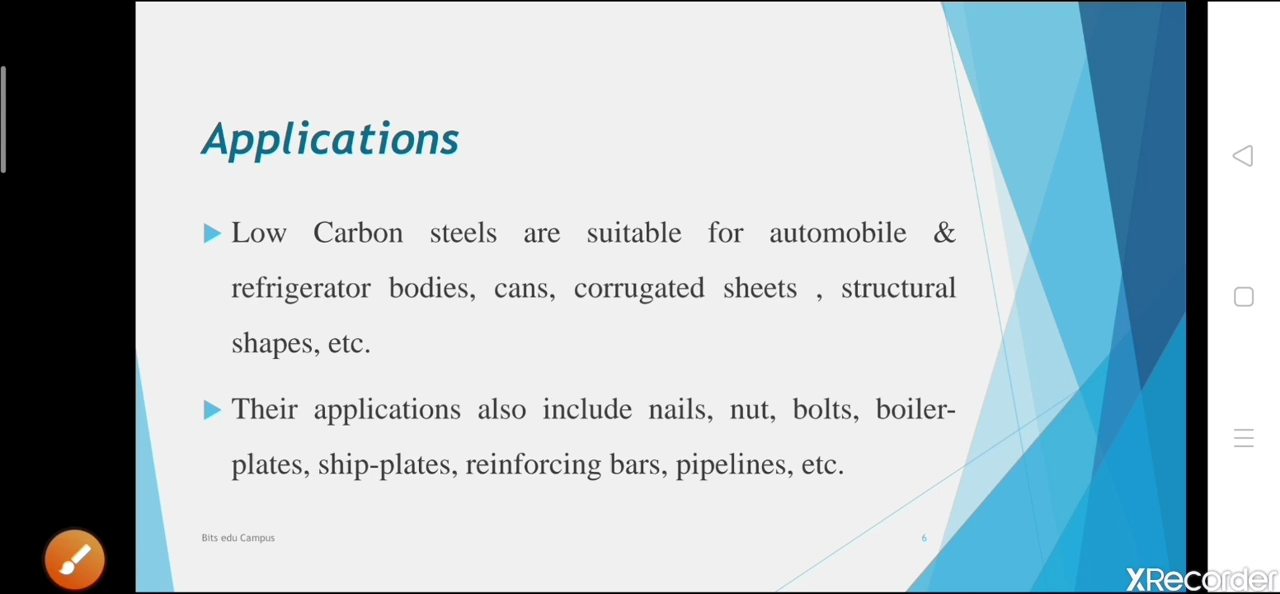 Applications
Low Carbon steels are suitable for automobile &
refrigerator bodies, cans, corrugated sheets , structural
shapes, etc.
Their applications also include nails, nut, bolts, boiler-
plates, ship-plates, reinforcing bars, pipelines, etc.
Bits edu Campus
6
XRecorder